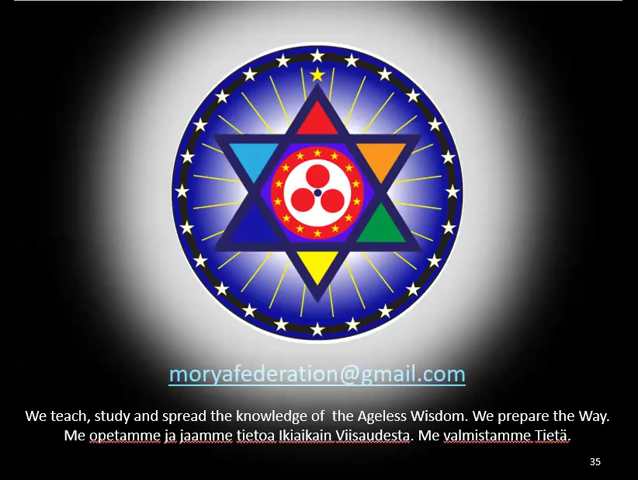 moryafederation@gmail.com
We teach, study and spread the knowledge of the Ageless Wisdom. We prepare the Way.
Me opetamme ja jaamme tietoa Ikiaikain Viisaudesta. Me valmistamme Tietä.
35